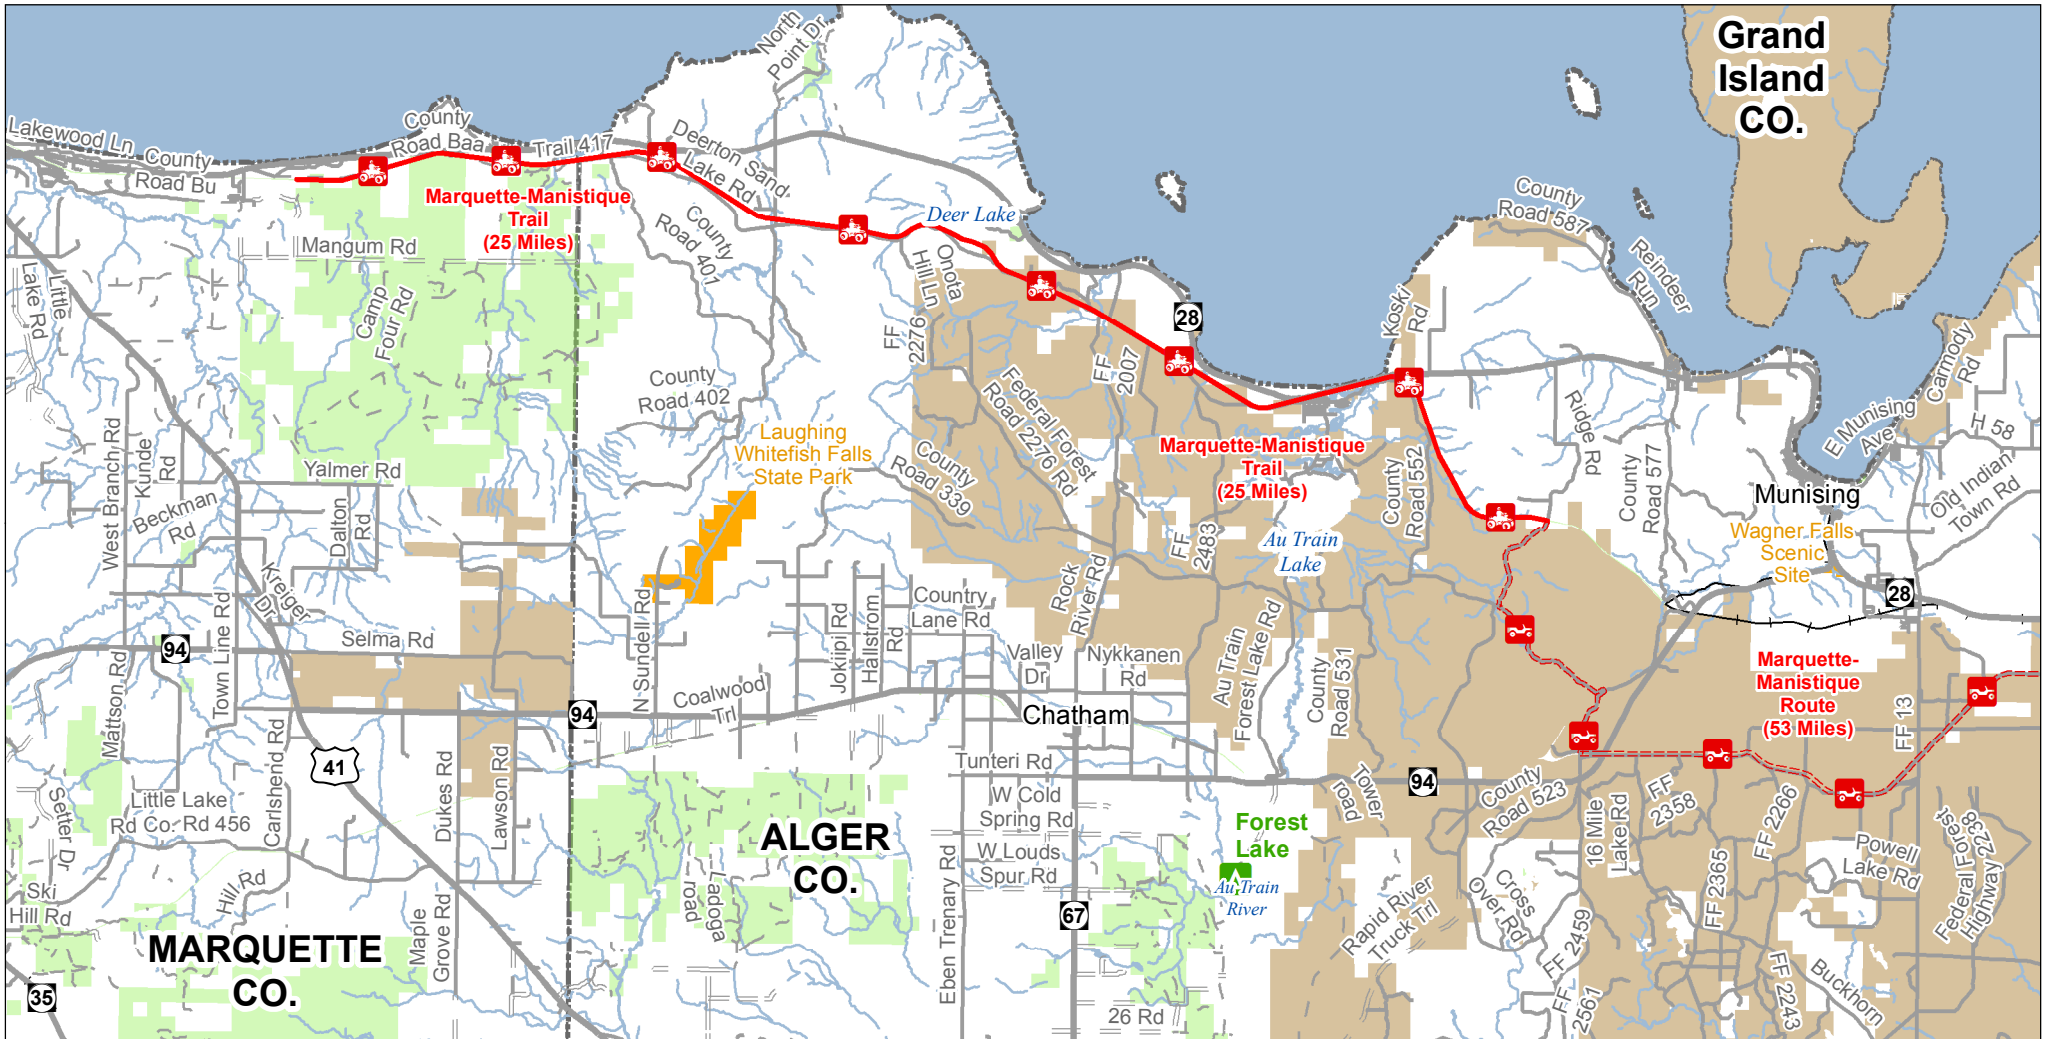 Grand
Island
CO.
North
Point Dr
Lakewood Ln
County
Road Bu
County
Road Baa
Trail 417
Deerton Sand
Lake Rd
Marquette-Manistique
Trail
(25 Miles)
Deer Lake
County
Road 587
Reindeer
Run
Mangum Rd
County
Road 401
Onota
Hill Ln
Little
Lake Rd
Camp
Four Rd
28
Koski
Rd
FF
2276
FF
2007
Carmody
Rd
County
Road 402
Federal Forest
Road 2276 Rd
Ridge Rd
E Munising
Ave
H 58
Laughing
Whitefish Falls
State Park
Marquette-Manistique
Trail
(25 Miles)
West Branch Rd
Kunde
Rd
Yalmer Rd
County
Road 339
County
Road 552
County
Road 577
Munising
Old Indian
Town Rd
Beckman
Rd
Dalton
Rd
FF
2483
Au Train
Lake
Wagner Falls
Scenic
Site
28
Kreiger
Dr
Town Line Rd
Rock
River Rd
Country
Lane Rd
Jokiipi Rd
Hallstrom
Rd
N Sundell Rd
94
Selma Rd
Mattson Rd
Valley
Dr
Nykkanen
Rd
Au Train
Forest Lake Rd
County
Road 531
Marquette-
Manistique
Route
(53 Miles)
Coalwood
Trl
94
Chatham
FF 13
41
Carlshend Rd
Dukes Rd
Lawson Rd
Tunteri Rd
Tower
road
94
County
Road 523
FF
2358
FF 2266
Setter Dr
Little Lake
Rd Co. Rd 456
W Cold
Spring Rd
ALGER
CO.
Forest
Lake
16 Mile
Lake Rd
FF 2365
Powell
Lake Rd
Federal Forest
Highway 2238
W Louds
Spur Rd
Ski
Hill Rd
Hill Rd
Ladoga
road
Eben Trenary Rd
Au Train
River
Rapid River
Truck Trl
Cross
Over Rd
Maple
Grove Rd
67
MARQUETTE
CO.
FF 2459
FF
2561
FF 2243
Buckhorn
35
26 Rd